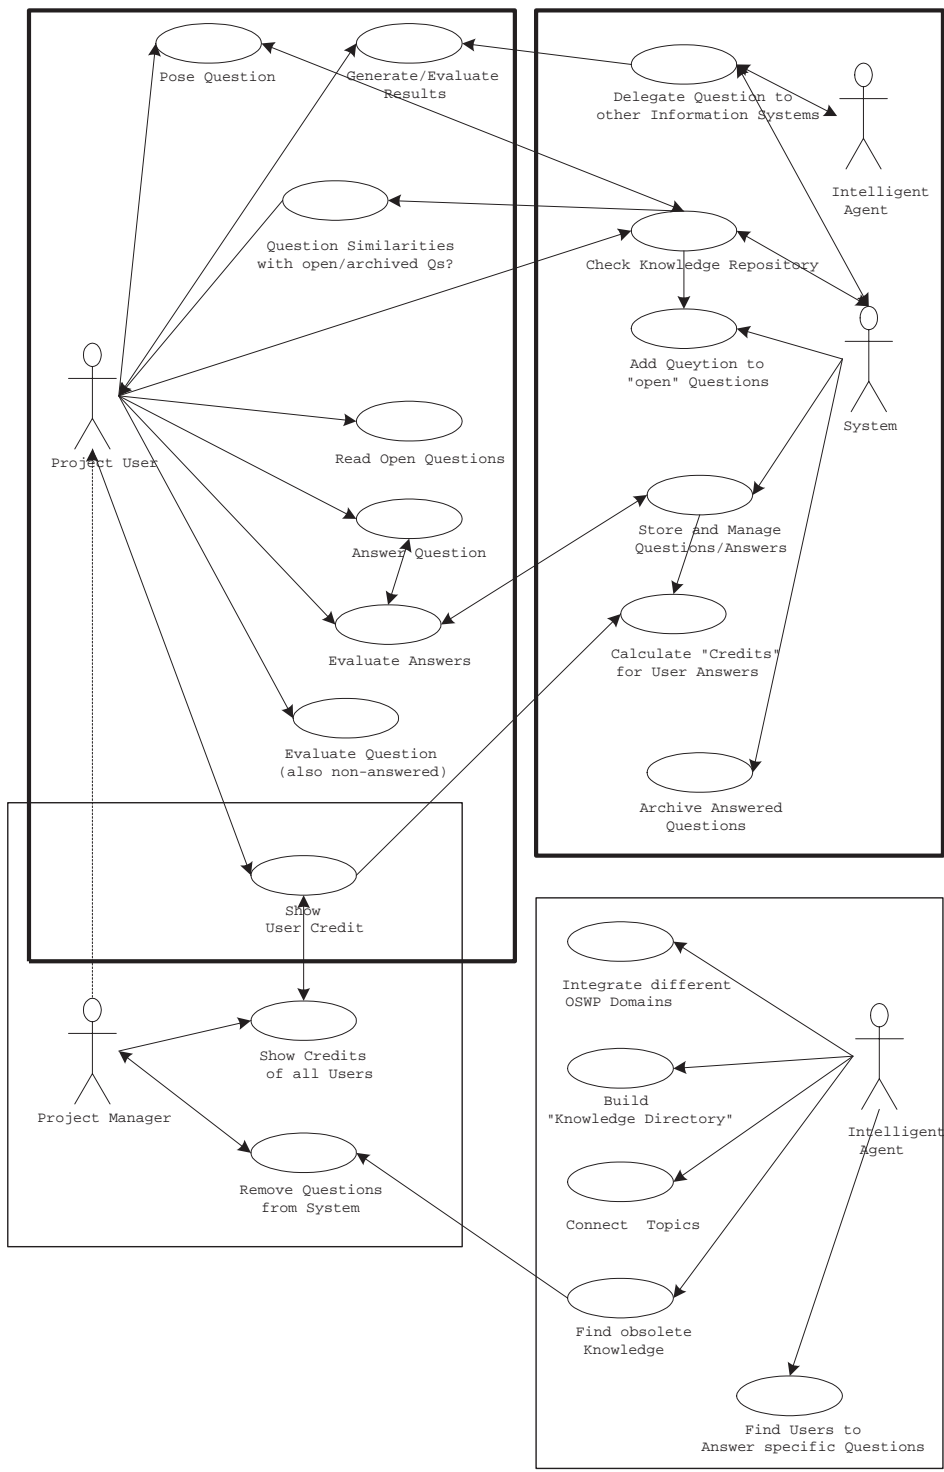 Pose Question
Generate/Evaluate
Results
Delegate Question to
other Information Systems
Intelligent
Agent
Question Similarities
with open/archived Qs?
Check Knowledge Repository
Add Queytion to
"open" Questions
System
Project User
Read Open Questions
Answer Question
Store and Manage
Questions/Answers
Evaluate Answers
Calculate "Credits"
for User Answers
Evaluate Question
(also non-answered)
Archive Answered
Questions
Show
User Credit
Integrate different
OSWP Domains
Show Credits
of all Users
Project Manager
Build
"Knowledge Directory"
Intelligent
Agent
Remove Questions
from System
Connect Topics
Find obsolete
Knowledge
Find Users to
Answer specific Questions